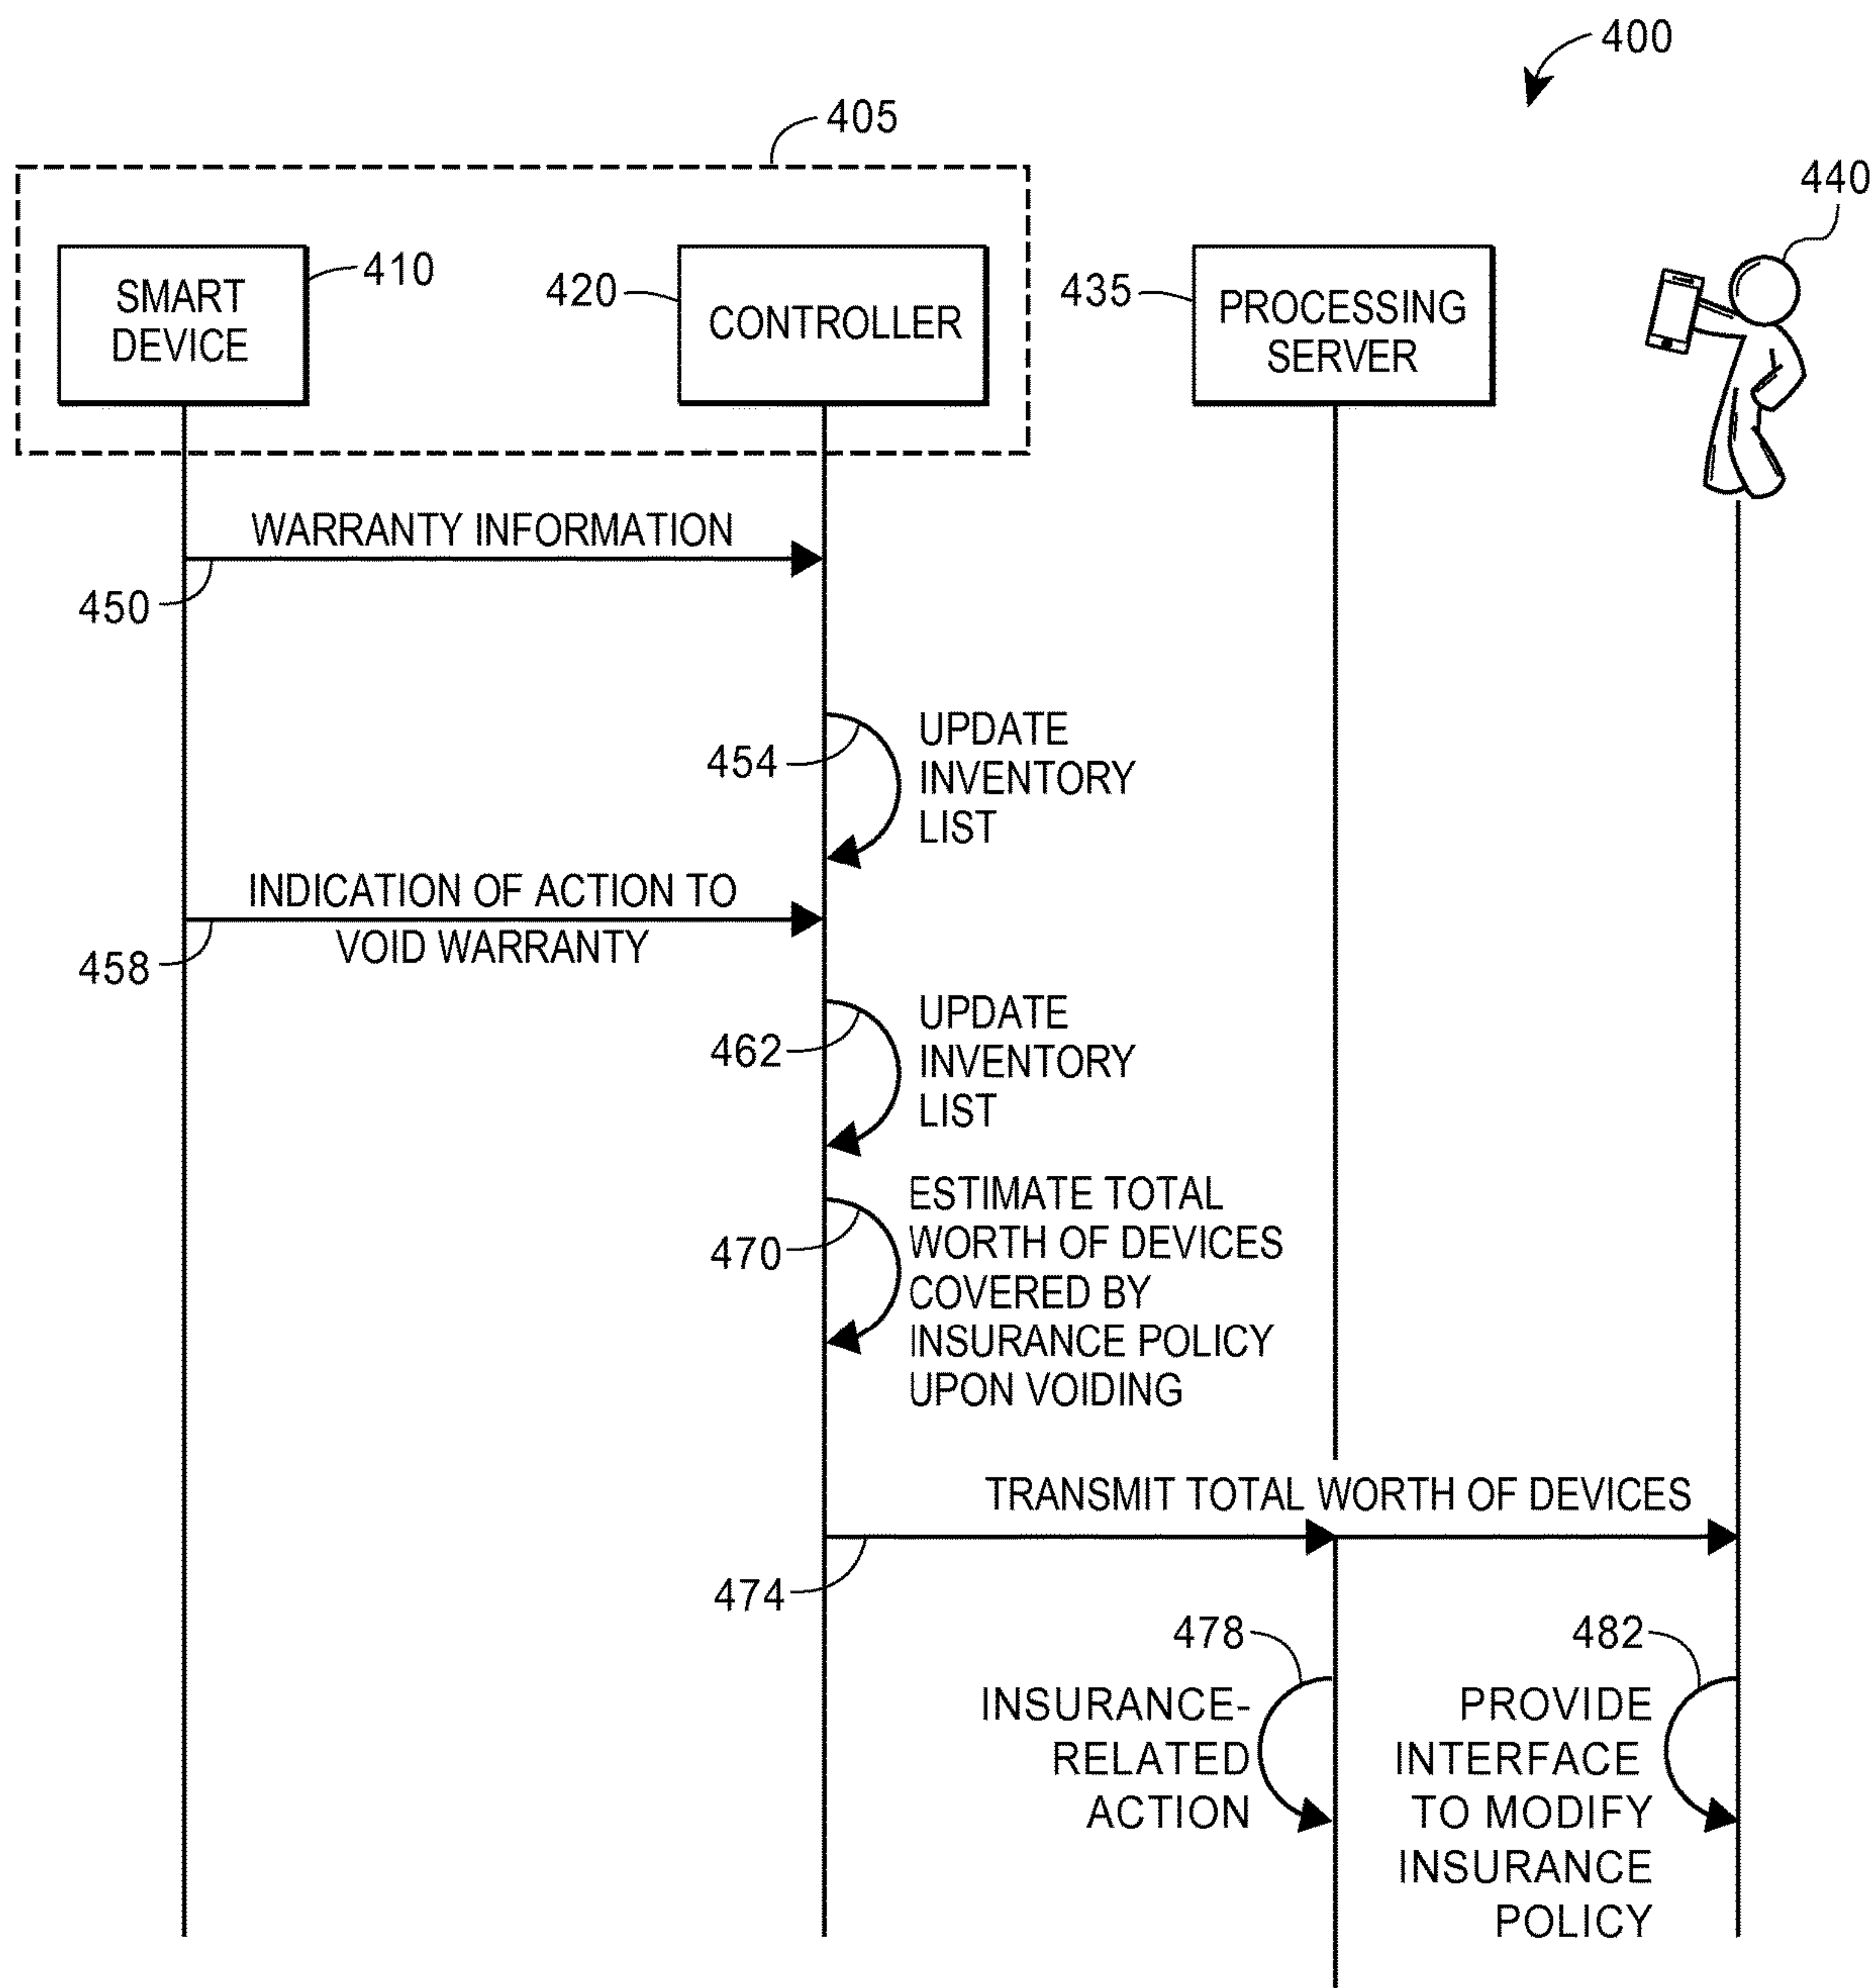 400
405
440
SMART
DEVICE
410
420
CONTROLLER
435
PROCESSING
SERVER
WARRANTY INFORMATION
450
454
UPDATE
INVENTORY
LIST
INDICATION OF ACTION TO
VOID WARRANTY
458
462
UPDATE
INVENTORY
LIST
470
ESTIMATE TOTAL
WORTH OF DEVICES
COVERED BY
INSURANCE POLICY
UPON VOIDING
TRANSMIT TOTAL WORTH OF DEVICES
474
478
INSURANCE-
RELATED
ACTION
482
PROVIDE
INTERFACE
TO MODIFY
INSURANCE
POLICY